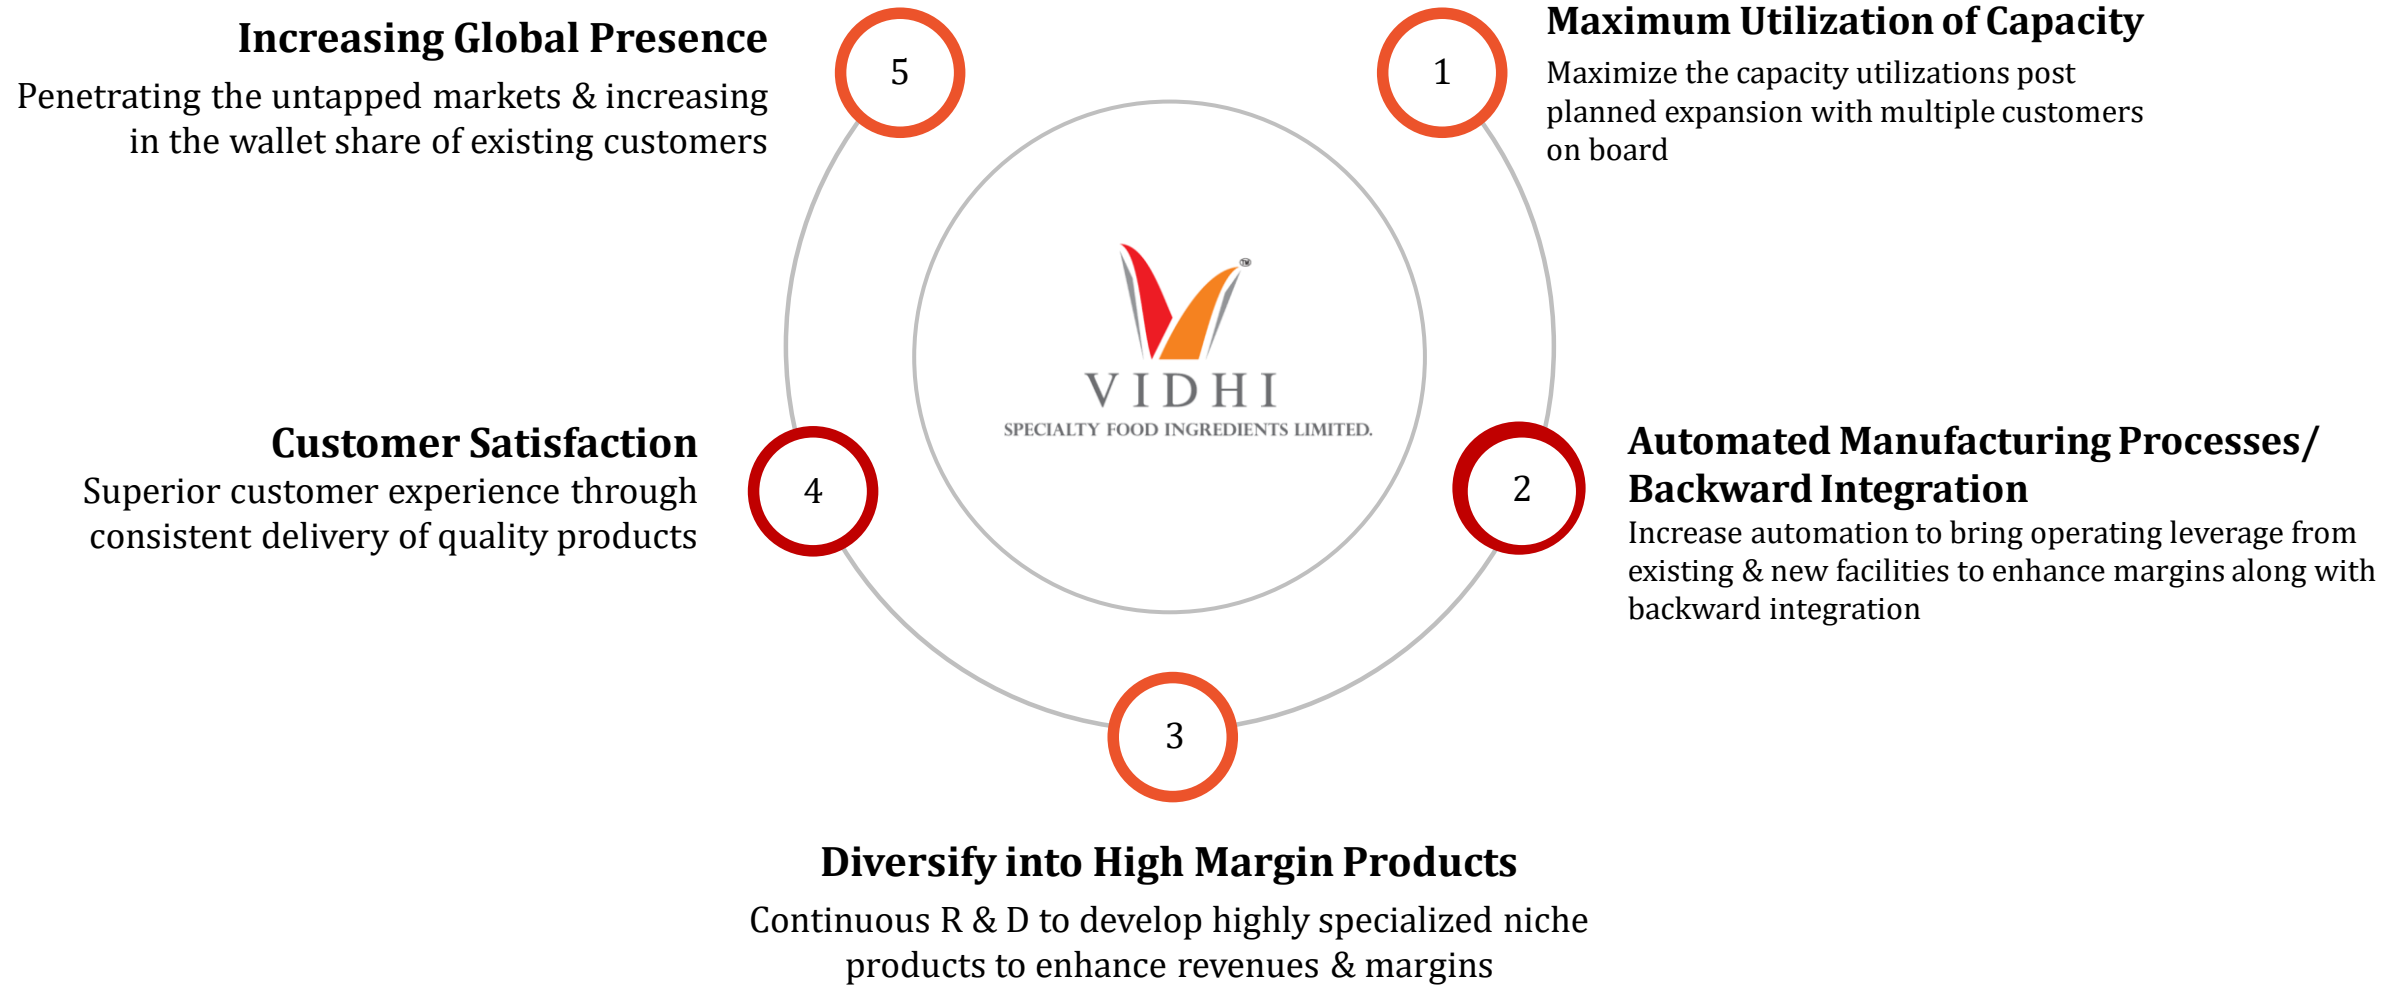 Increasing Global Presence
Penetrating the untapped markets & increasing
in the wallet share of existing customers
5
1
Maximum Utilization of Capacity
Maximize the capacity utilizations post
planned expansion with multiple customers
on board
TM
VIDHI
SPECIALTY FOOD INGREDIENTS LIMITED.
Customer Satisfaction
Superior customer experience through
consistent delivery of quality products
4
2
Automated Manufacturing Processes/
Backward Integration
Increase automation to bring operating leverage from
existing & new facilities to enhance margins along with
backward integration
3
Diversify into High Margin Products
Continuous R & D to develop highly specialized niche
products to enhance revenues & margins